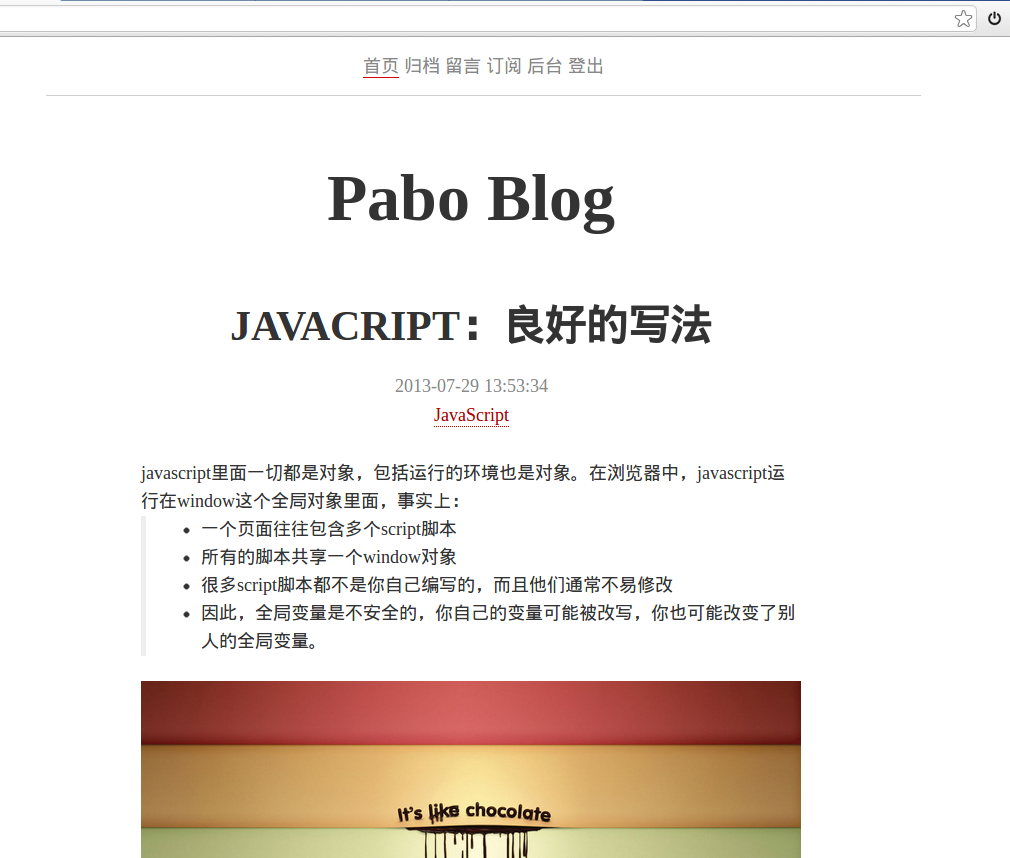 首页 归档 留言 订阅 后台 登出
Pabo Blog
JAVACRIPT：良好的写法
2013-07-29 13:53:34
JavaScript
javascript里面一切都是对象，包括运行的环境也是对象。在浏览器中，javascript运
行在window这个全局对象里面，事实上：
一个页面往往包含多个script脚本
所有的脚本共享一个window对象
很多script脚本都不是你自己编写的，而且他们通常不易修改
因此，全局变量是不安全的，你自己的变量可能被改写，你也可能改变了别
人的全局变量。
It's like chocolate